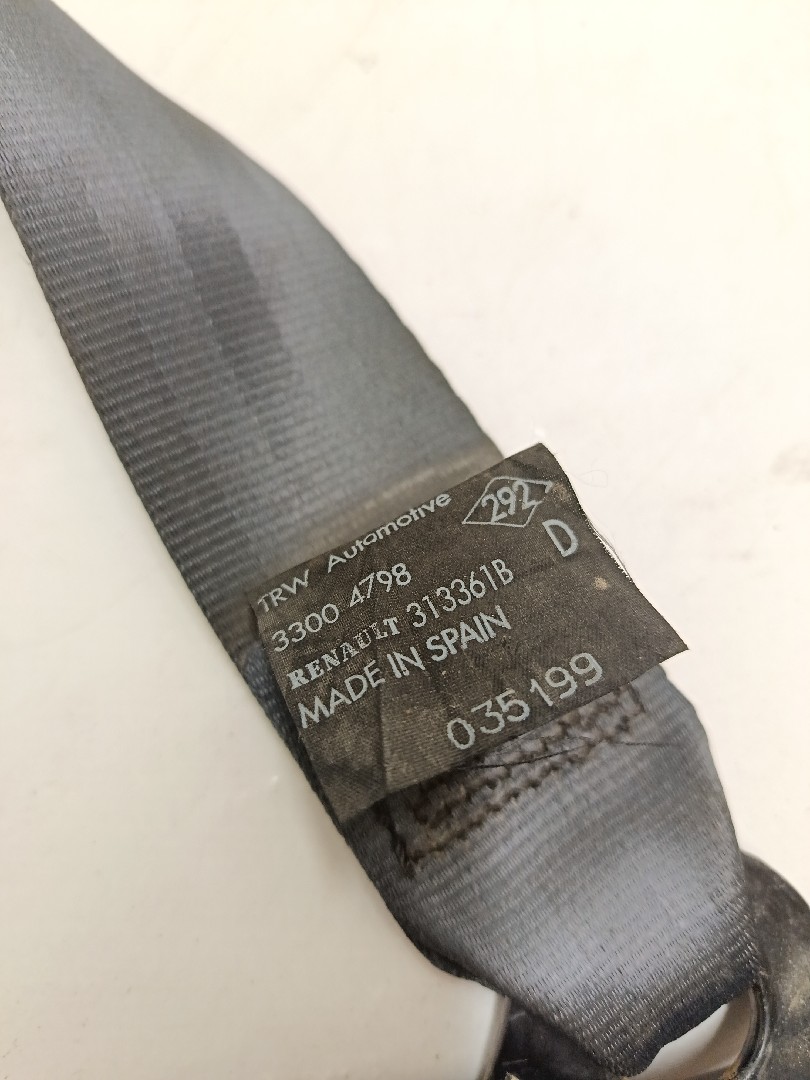 TRW Automotive 292
3300 4798 D
RENAULT 313361B
MADE IN SPAIN
035199